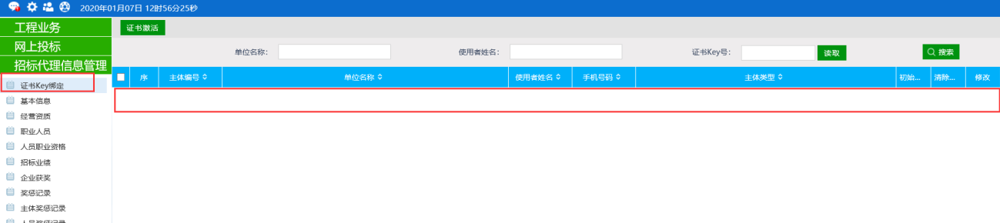 2020年01月07日 12时56分25秒
工程业务
网上投标
招标代理信息管理
证书Key绑定
基本信息
经营资质
职业人员
人员职业资格
招标业绩
企业获奖
奖惩记录
主体奖惩记录
人员奖惩记录
证书激活
单位名称： 使用者姓名： 证书Key号： 读取 搜索
序 主体编号 单位名称 使用者姓名 手机号码 主体类型 初始... 清除... 修改